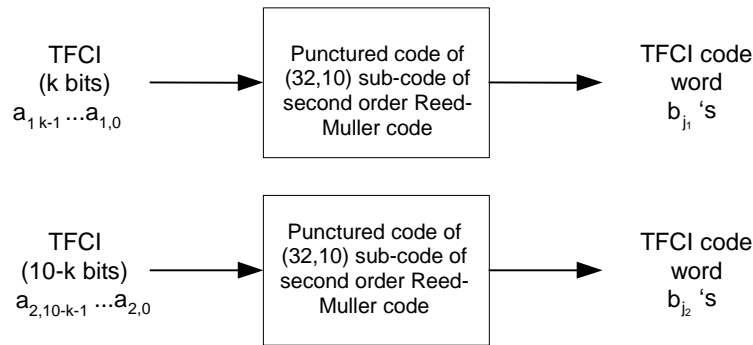 TFCI
(k bits)
a1 k-1 ...a1,0
Punctured code of
(32,10) sub-code of
second order Reed-
Muller code
TFCI code
word
bj1 's
TFCI
(10-k bits)
a2,10-k-1 ...a2,0
Punctured code of
(32,10) sub-code of
second order Reed-
Muller code
TFCI code
word
bj2 's